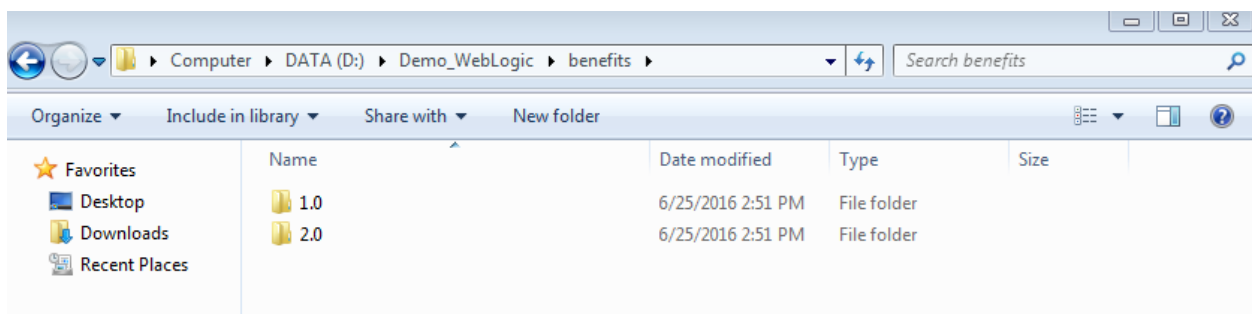 Computer DATA (D:) Demo_WebLogic benefits Search benefits
Organize Include in library Share with New folder
Favorites
Desktop
Downloads
Recent Places
Name Date modified Type Size
1.0 6/25/2016 2:51 PM File folder
2.0 6/25/2016 2:51 PM File folder